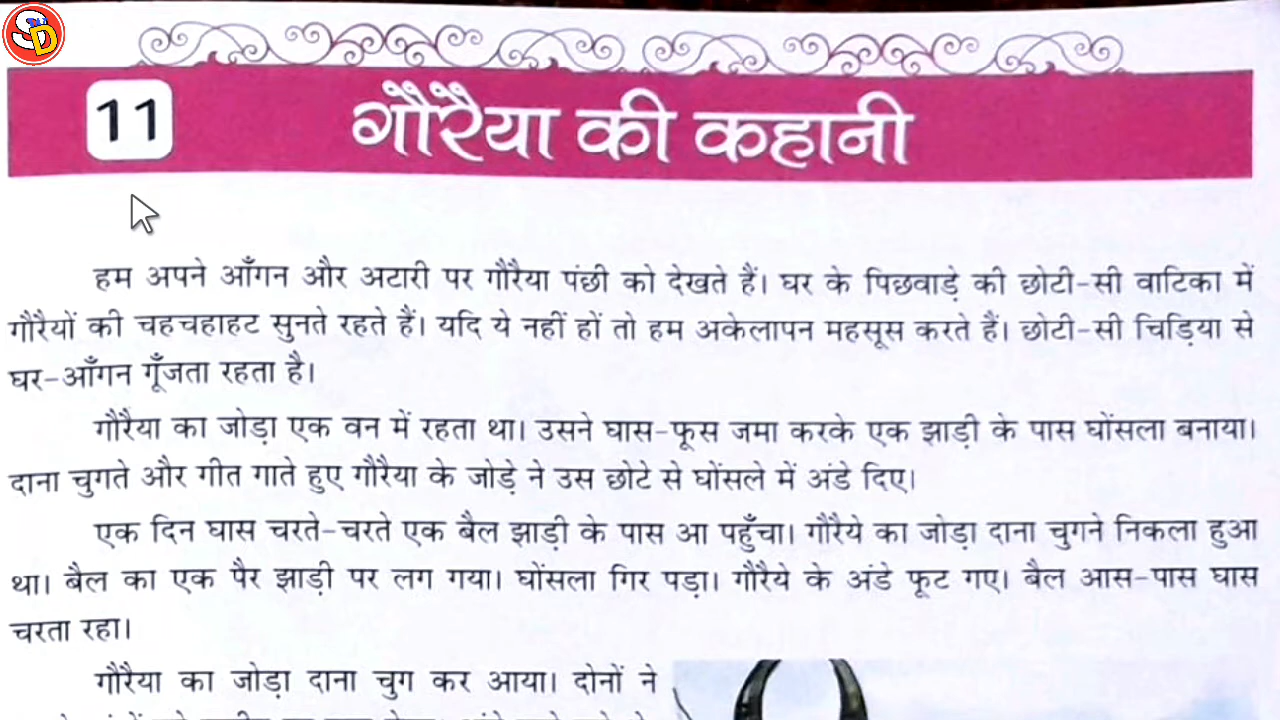 SD
11
गौरैया की कहानी
हम अपने आँगन और अटारी पर गौरैया पंछी को देखते हैं। घर के पिछवाड़े की छोटी-सी वाटिका में
गौरैयों की चहचहाहट सुनते रहते हैं। यदि ये नहीं हों तो हम अकेलापन महसूस करते हैं। छोटी-सी चिड़िया से
घर-आँगन गूँजता रहता है।
गौरैया का जोड़ा एक वन में रहता था। उसने घास-फूस जमा करके एक झाड़ी के पास घोंसला बनाया।
दाना चुगते और गीत गाते हुए गौरैया के जोड़े ने उस छोटे से घोंसले में अंडे दिए।
एक दिन घास चरते-चरते एक बैल झाड़ी के पास आ पहुँचा। गौरैये का जोड़ा दाना चुगने निकला हुआ
था। बैल का एक पैर झाड़ी पर लग गया। घोंसला गिर पड़ा। गौरैये के अंडे फूट गए। बैल आस-पास घास
चरता रहा।
गौरैया का जोड़ा दाना चुग कर आया। दोनों ने